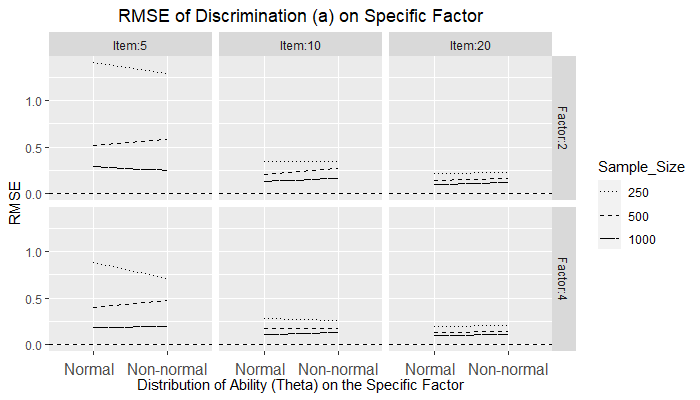 RMSE of Discrimination (a) on Specific Factor
Item:5
Item:10
Item:20
1.0
0.5
0.0
Factor:2
1.0
0.5
0.0
Factor:4
RMSE
Normal
Non-normal
Normal
Non-normal
Normal
Non-normal
Distribution of Ability (Theta) on the Specific Factor
Sample_Size
250
500
1000